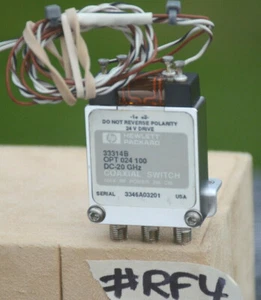 DO NOT REVERSE POLARITY
24 V DRIVE
hp HEWLETT
PACKARD
33314B
OPT 024 100
DC-20 GHz
COAXIAL SWITCH
SERIAL 3346A03201 USA
#RF4